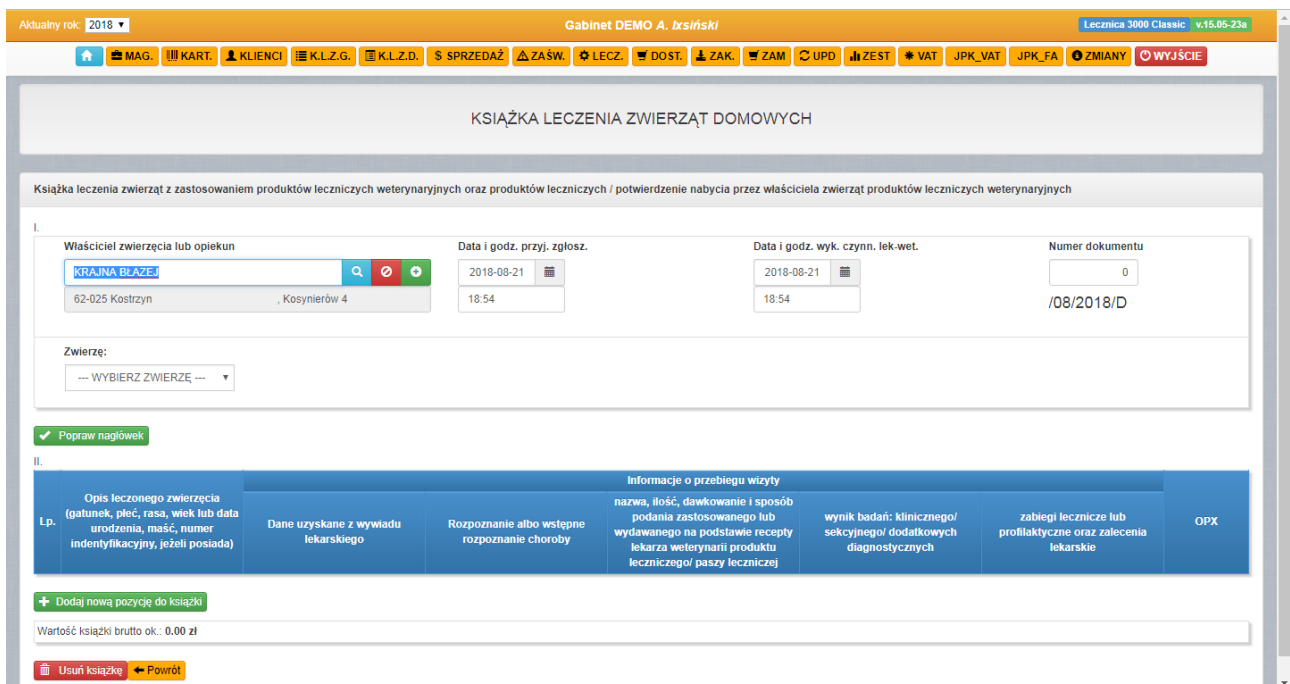 Aktualny rok: 2018
Gabinet DEMO A. Ixsiński
Lecznica 3000 Classic v.15.05-23a
MAG. KART. KLIENCI K.L.Z.G. K.L.Z.D. $ SPRZEDAŻ ZAŚW. LECZ. DOST. ZAK. ZAM UPD ZEST VAT JPK_VAT JPK_FA ZMIANY WYJŚCIE
KSIĄŻKA LECZENIA ZWIERZĄT DOMOWYCH
Książka leczenia zwierząt z zastosowaniem produktów leczniczych weterynaryjnych oraz produktów leczniczych / potwierdzenie nabycia przez właściciela zwierząt produktów leczniczych weterynaryjnych
I.
Właściciel zwierzęcia lub opiekun
KRAJNA BŁAZEJ
62-025 Kostrzyn , Kosynierów 4
Data i godz. przyj. zgłosz.
2018-08-21
18:54
Data i godz. wyk. czynn. lek-wet.
2018-08-21
18:54
Numer dokumentu
0
/08/2018/D
Zwierzę:
--- WYBIERZ ZWIERZĘ ---
Popraw nagłówek
II.
Lp.
Opis leczonego zwierzęcia
(gatunek, płeć, rasa, wiek lub data
urodzenia, maść, numer
indentyfikacyjny, jeżeli posiada)
Informacje o przebiegu wizyty
Dane uzyskane z wywiadu
lekarskiego
Rozpoznanie albo wstępne
rozpoznanie choroby
nazwa, ilość, dawkowanie i sposób
podania zastosowanego lub
wydawanego na podstawie recepty
lekarza weterynarii produktu
leczniczego/ paszy leczniczej
wynik badań: klinicznego/
sekcyjnego/ dodatkowych
diagnostycznych
zabiegi lecznicze lub
profilaktyczne oraz zalecenia
lekarskie
OPX
Dodaj nową pozycję do książki
Wartość książki brutto ok.: 0.00 zł
Usuń książkę Powrót